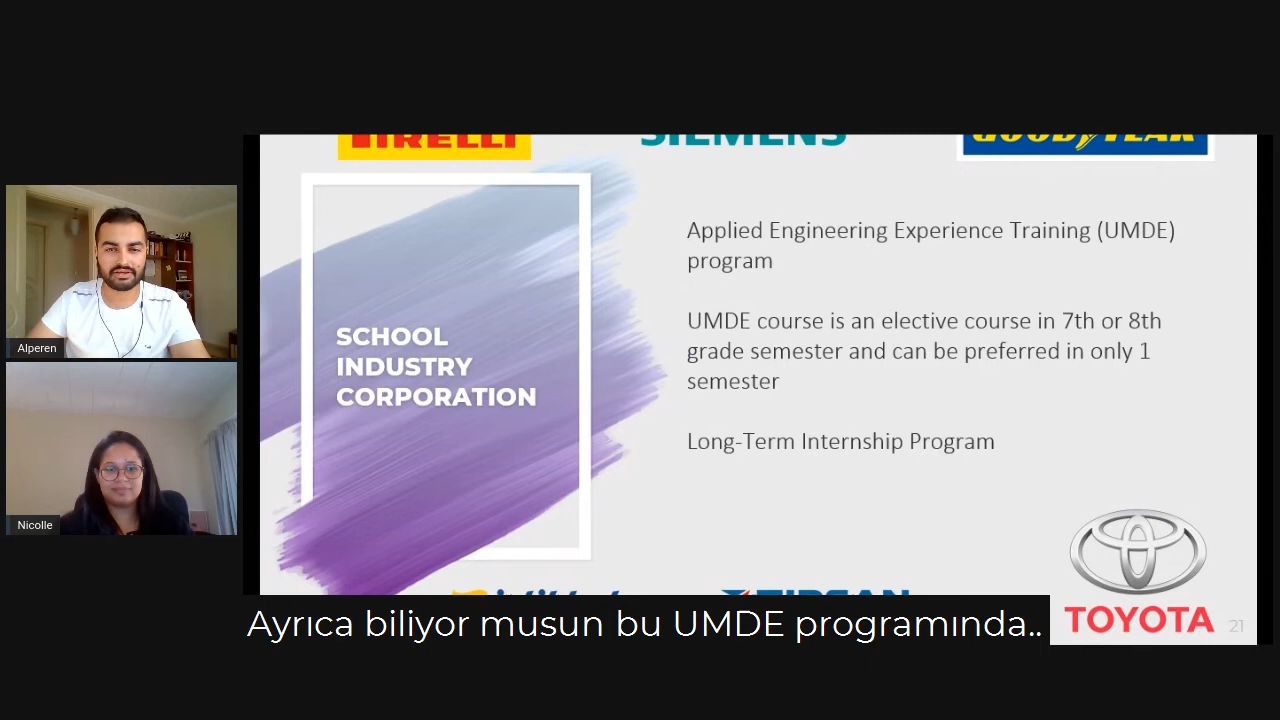 PIRELLI
SIEMENS
GOODYEAR
Applied Engineering Experience Training (UMDE)
program
UMDE course is an elective course in 7th or 8th
grade semester and can be preferred in only 1
semester
Long-Term Internship Program
SCHOOL
INDUSTRY
CORPORATION
Alperen
Nicolle
TIRSAN
TOYOTA
21
Ayrıca biliyor musun bu UMDE programında..